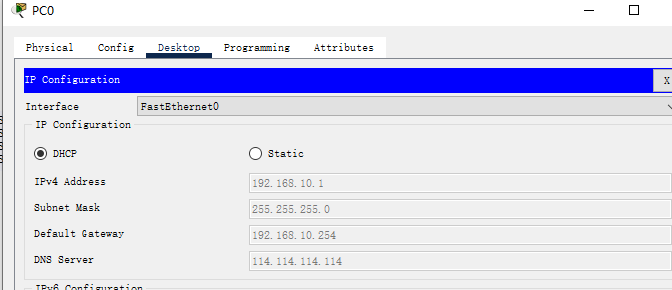 PC0
Physical Config Desktop Programming Attributes
IP Configuration X
Interface FastEthernet0
IP Configuration
DHCP Static
IPv4 Address 192.168.10.1
Subnet Mask 255.255.255.0
Default Gateway 192.168.10.254
DNS Server 114.114.114.114
IPv6 Configuration